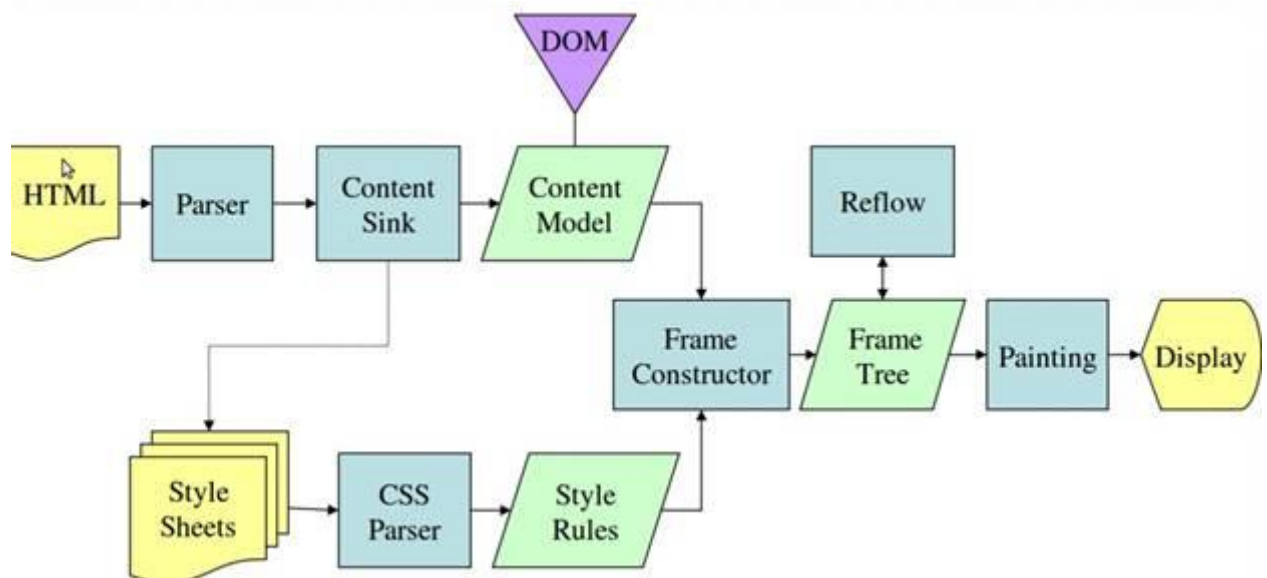 DOM
HTML
Parser
Content
Sink
Content
Model
Reflow
Frame
Constructor
Frame
Tree
Painting
Display
Style
Sheets
CSS
Parser
Style
Rules